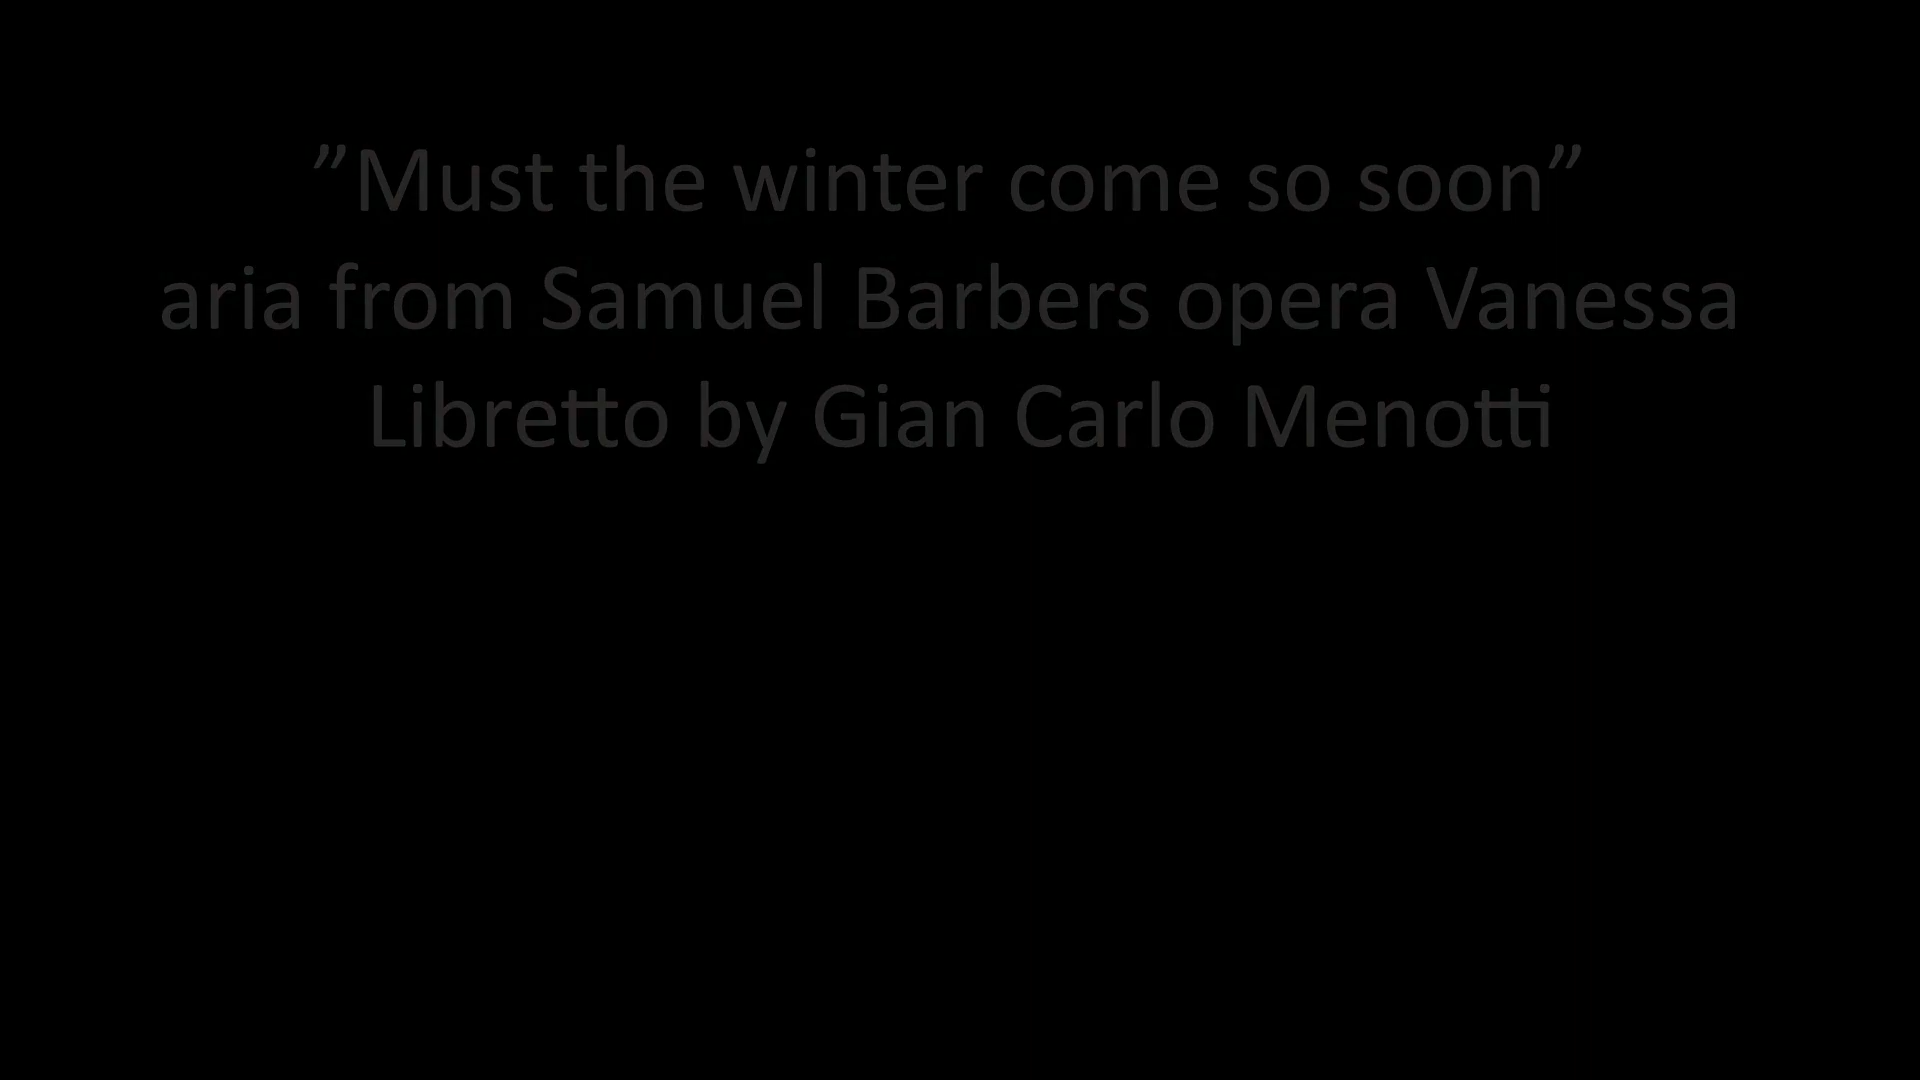 ”Must the winter come so soon”
aria from Samuel Barbers opera Vanessa
Libretto by Gian Carlo Menotti